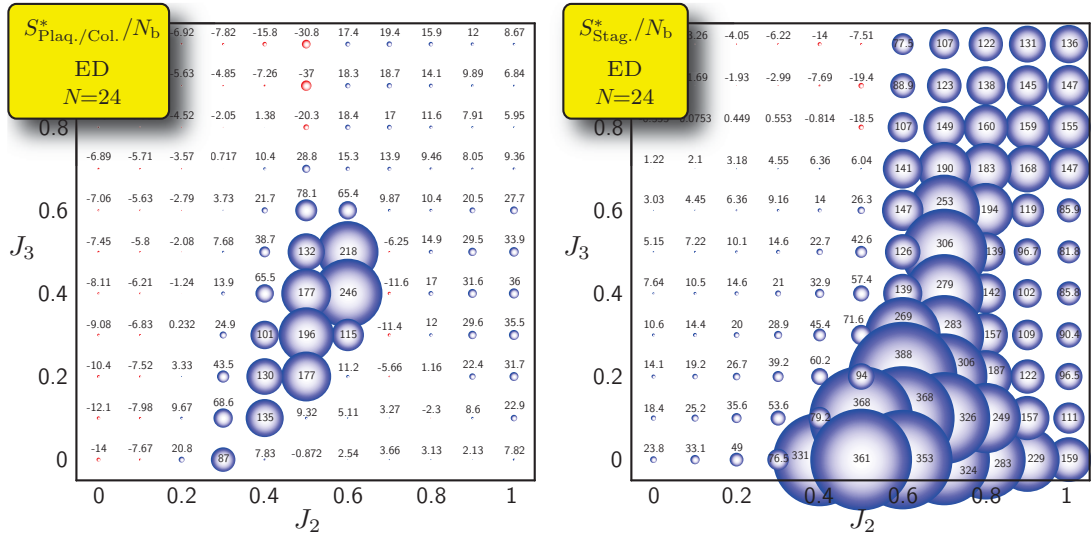 S*Plaq./Col./Nb
ED
N=24
-6.92 -7.82 -15.8 -30.8 17.4 19.4 15.9 12 8.67
-5.63 -4.85 -7.26 -37 18.3 18.7 14.1 9.89 6.84
0.8 -4.52 -2.05 1.38 -20.3 18.4 17 11.6 7.91 5.95
-6.89 -5.71 -3.57 0.717 10.4 28.8 15.3 13.9 9.46 8.05 9.36
0.6 -7.06 -5.63 -2.79 3.73 21.7 78.1 65.4 9.87 10.4 20.5 27.7
J3 -7.45 -5.8 -2.08 7.68 38.7 132 218 -6.25 14.9 29.5 33.9
0.4 -8.11 -6.21 -1.24 13.9 65.5 177 246 -11.6 17 31.6 36
-9.08 -6.83 0.232 24.9 101 196 115 -11.4 12 29.6 35.5
0.2 -10.4 -7.52 3.33 43.5 130 177 11.2 -5.66 1.16 22.4 31.7
-12.1 -7.98 9.67 68.6 135 9.32 5.11 3.27 -2.3 8.6 22.9
0 -14 -7.67 20.8 87 7.83 -0.872 2.54 3.66 3.13 2.13 7.82
0 0.2 0.4 0.6 0.8 1
J2
S*Stag./Nb
ED
N=24
-4.05 -6.22 -14 -7.51 77.5 107 122 131 136
-1.93 -2.99 -7.69 -19.4 88.9 123 138 145 147
0.8 0.0753 0.449 0.553 -0.814 -18.5 107 149 160 159 155
1.22 2.1 3.18 4.55 6.36 6.04 141 190 183 168 147
0.6 3.03 4.45 6.36 9.16 14 26.3 147 253 194 119 85.9
J3 5.15 7.22 10.1 14.6 22.7 42.6 126 306 139 96.7 81.8
0.4 7.64 10.5 14.6 21 32.9 57.4 139 279 142 102 85.8
10.6 14.4 20 28.9 45.4 71.6 269 283 157 109 90.4
0.2 14.1 19.2 26.7 39.2 60.2 94 388 306 187 122 96.5
18.4 25.2 35.6 53.6 79.2 368 368 326 249 157 111
0 23.8 33.1 49 76.5 331 361 353 324 283 229 159
0 0.2 0.4 0.6 0.8 1
J2